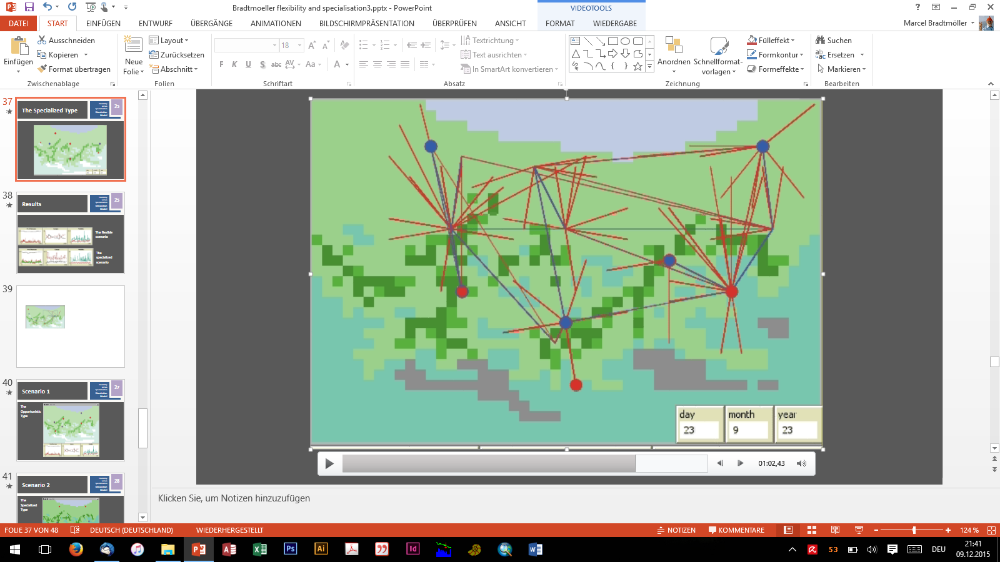 Bradtmoeller flexibility and specialisation3.pptx - PowerPoint
VIDEOTOOLS
DATEI START EINFÜGEN ENTWURF ÜBERGÄNGE ANIMATIONEN BILDSCHIRMPRÄSENTATION ÜBERPRÜFEN ANSICHT FORMAT WIEDERGABE
Marcel Bradtmöller
Einfügen
Ausschneiden
Kopieren
Format übertragen
Zwischenablage
Neue
Folie
Layout
Zurücksetzen
Abschnitt
Folien
18
F K U S abc AV Aa A
Schriftart
Textrichtung
Text ausrichten
In SmartArt konvertieren
Absatz
Anordnen
Schnellformat-
vorlagen
Fülleffekt
Formkontur
Formeffekte
Zeichnung
Suchen
Ersetzen
Markieren
Bearbeiten
37
The Specialized Type
38
Results
The flexible
scenario
The
specialized
scenario
39
40
Scenario 1
27
The
Opportunistic
Type
41
Scenario 2
28
The
Specialized
Type
day month year
23 9 23
01:02,43
Klicken Sie, um Notizen hinzuzufügen
FOLIE 37 VON 48 DEUTSCH (DEUTSCHLAND) WIEDERHERGESTELLT NOTIZEN KOMMENTARE 124 %
53 DEU
21:41
09.12.2015